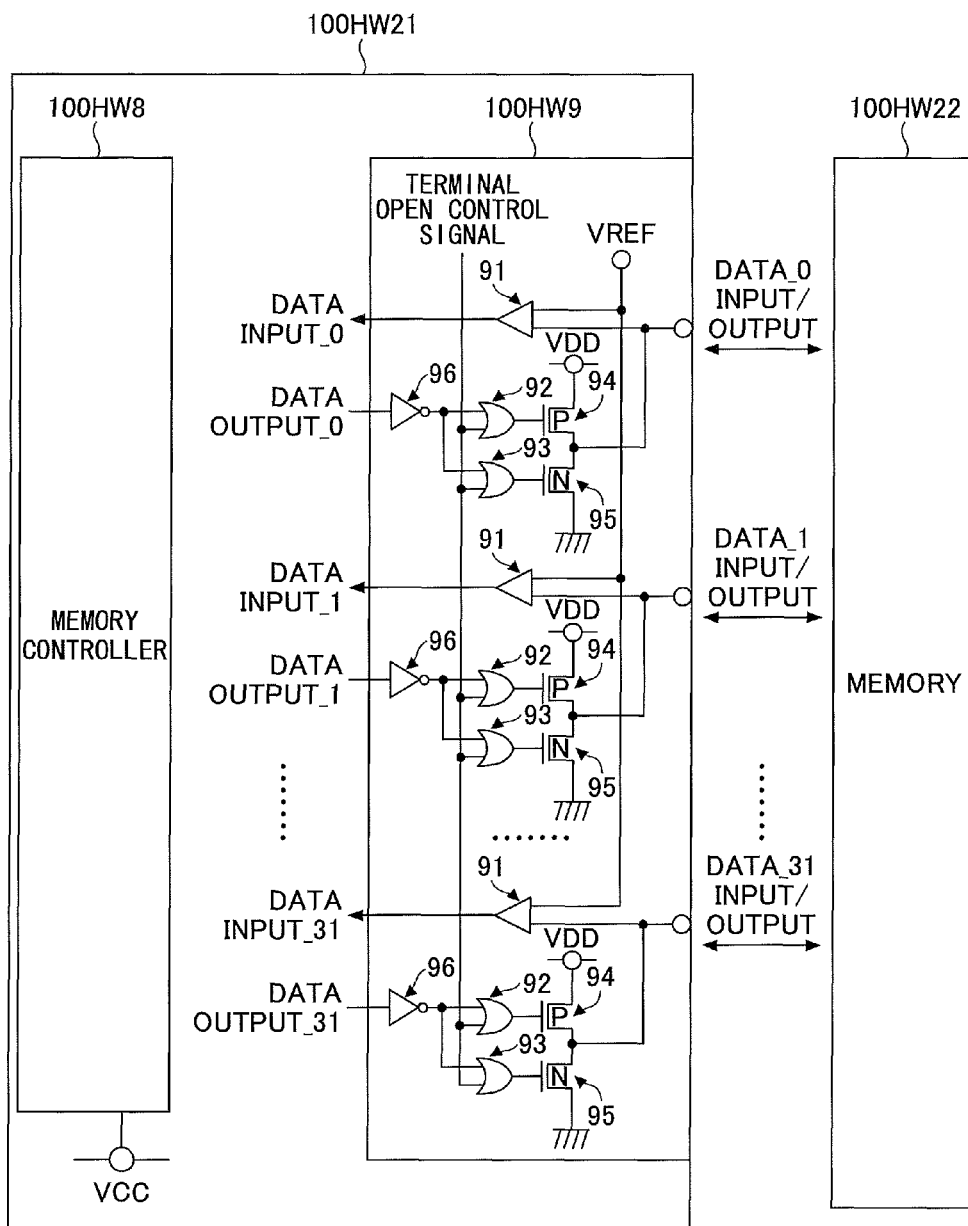 100HW21
100HW8
100HW9
100HW22
TERMINAL
OPEN CONTROL
SIGNAL
VREF
91
DATA
INPUT_0
DATA_0
INPUT/
OUTPUT
VDD
96
92
94
DATA
OUTPUT_0
P
93
N
95
91
DATA
INPUT_1
DATA_1
INPUT/
OUTPUT
VDD
MEMORY
CONTROLLER
96
92
94
DATA
OUTPUT_1
P
MEMORY
93
N
95
91
DATA
INPUT_31
DATA_31
INPUT/
OUTPUT
VDD
96
92
94
DATA
OUTPUT_31
P
93
N
95
VCC